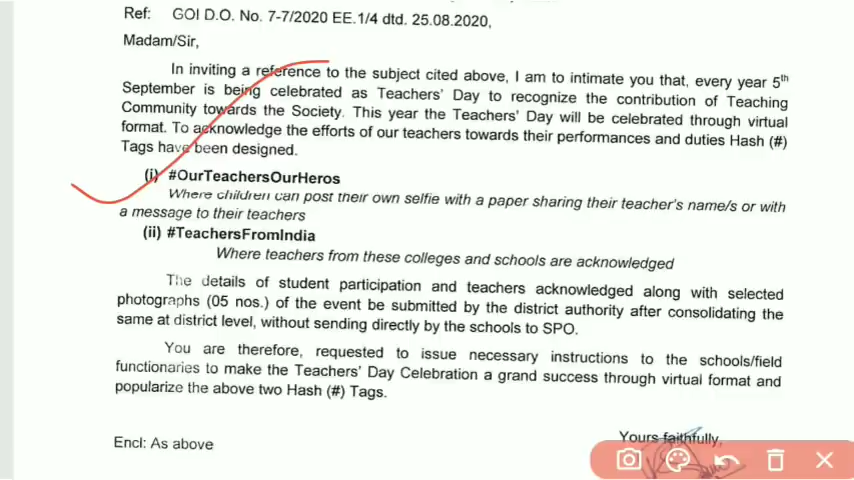 Ref: GOI D.O. No. 7-7/2020 EE.1/4 dtd. 25.08.2020,
Madam/Sir,
In inviting a reference to the subject cited above, I am to intimate you that, every year 5th
September is being celebrated as Teachers' Day to recognize the contribution of Teaching
Community towards the Society. This year the Teachers' Day will be celebrated through virtual
format. To acknowledge the efforts of our teachers towards their performances and duties Hash (#)
Tags have been designed.
(i) #OurTeachersOurHeros
Where children can post their own selfie with a paper sharing their teacher's name/s or with
a message to their teachers
(ii) #TeachersFromIndia
Where teachers from these colleges and schools are acknowledged
The details of student participation and teachers acknowledged along with selected
photographs (05 nos.) of the event be submitted by the district authority after consolidating the
same at district level, without sending directly by the schools to SPO.
You are therefore, requested to issue necessary instructions to the schools/field
functionaries to make the Teachers' Day Celebration a grand success through virtual format and
popularize the above two Hash (#) Tags.
Yours faithfully,
Encl: As above